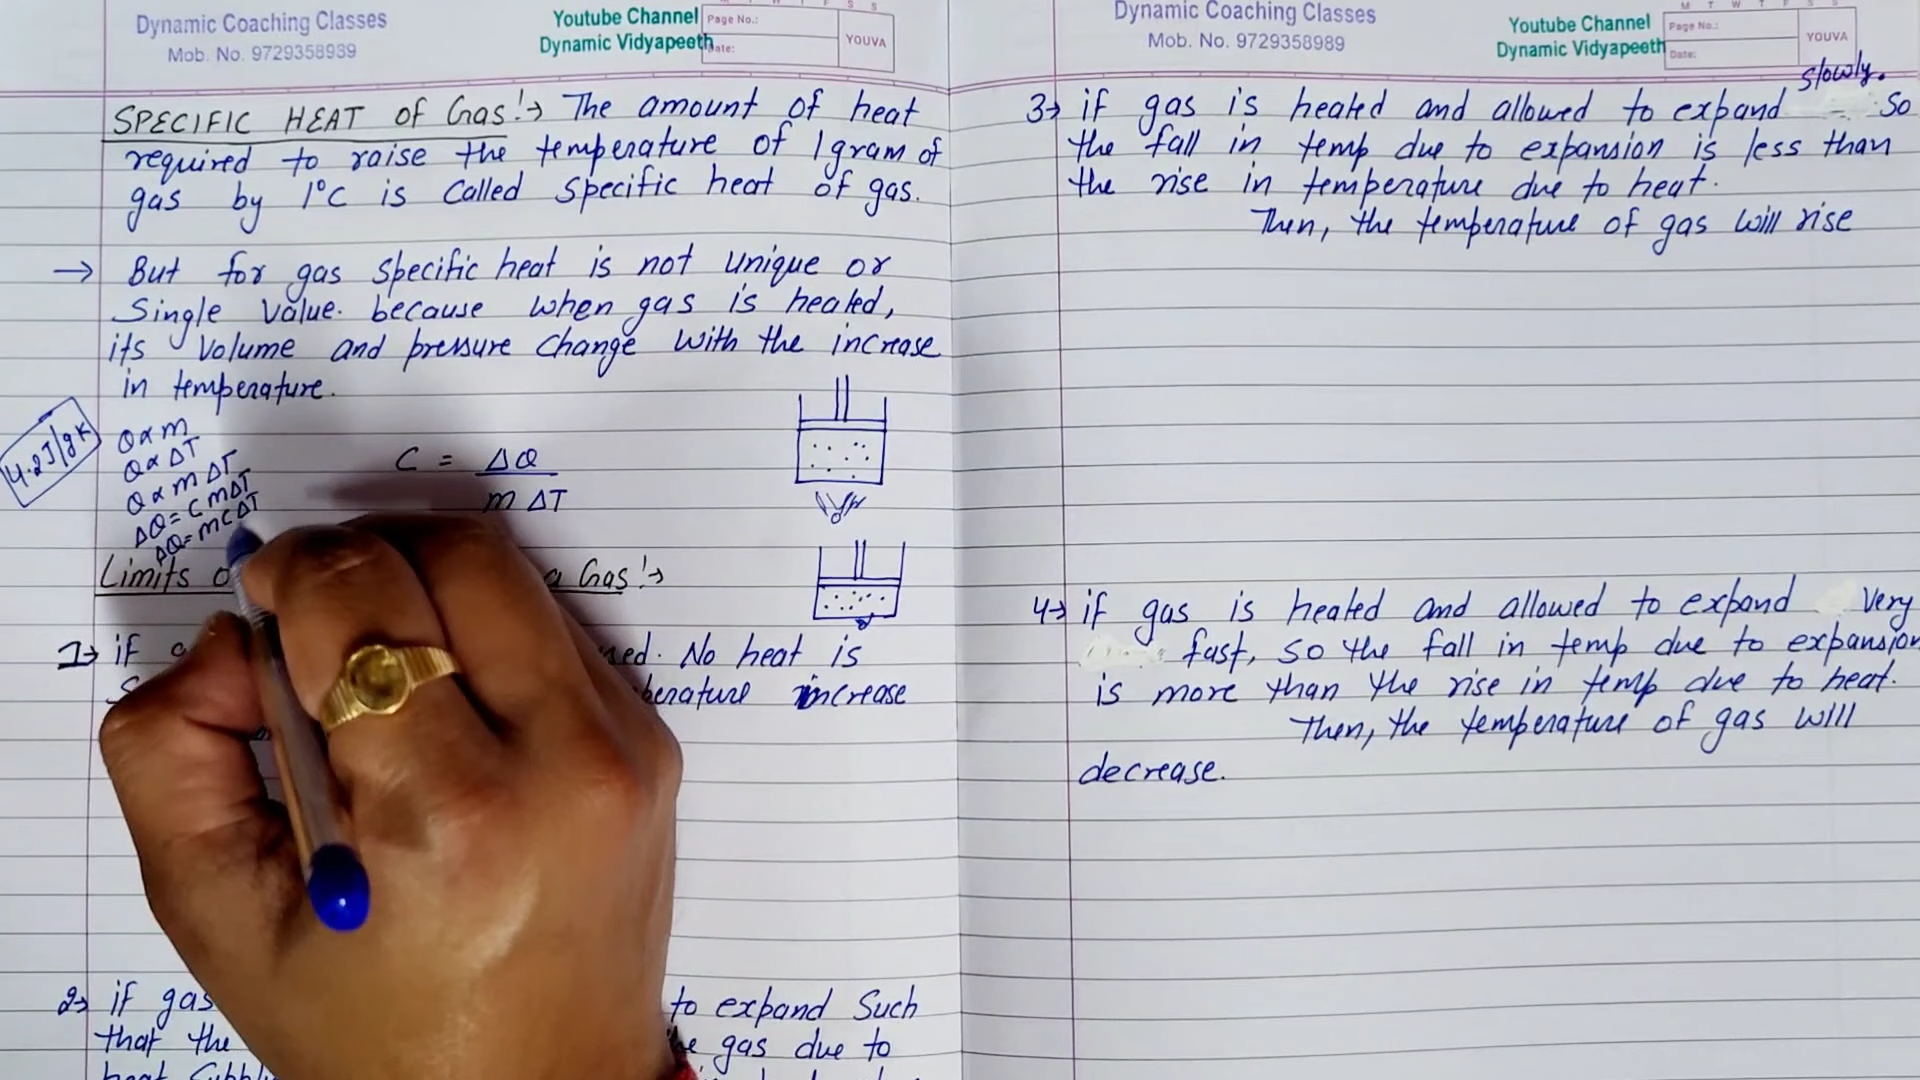 Dynamic Coaching Classes
Mob. No. 9729358989
Youtube Channel
Dynamic Vidyapeeth
Page No.:
Date:
YOUVA
SPECIFIC HEAT of Gas!→ The amount of heat
required to raise the temperature of 1gram of
gas by 1°C is called specific heat of gas.
→ But for gas specific heat is not unique or
Single value. because when gas is heated,
its volume and pressure change with the increase
in temperature.
4.2J/gK
Q∝m
Q∝ΔT
Q∝mΔT
ΔQ=CmΔT
ΔQ=mCΔT
C = ΔQ
mΔT
Limits a Gas!→
1→ if No heat is
temperature increase
2→ if gas to expand Such
that the gas due to
heat
Dynamic Coaching Classes
Mob. No. 9729358989
Youtube Channel
Dynamic Vidyapeeth
M T W T F S S
Page No.:
Date:
YOUVA
slowly.
3→ if gas is heated and allowed to expand So
the fall in temp due to expansion is less than
the rise in temperature due to heat.
Then, the temperature of gas will rise
4→ if gas is heated and allowed to expand Very
fast, so the fall in temp due to expansion
is more than the rise in temp due to heat.
Then, the temperature of gas will
decrease.